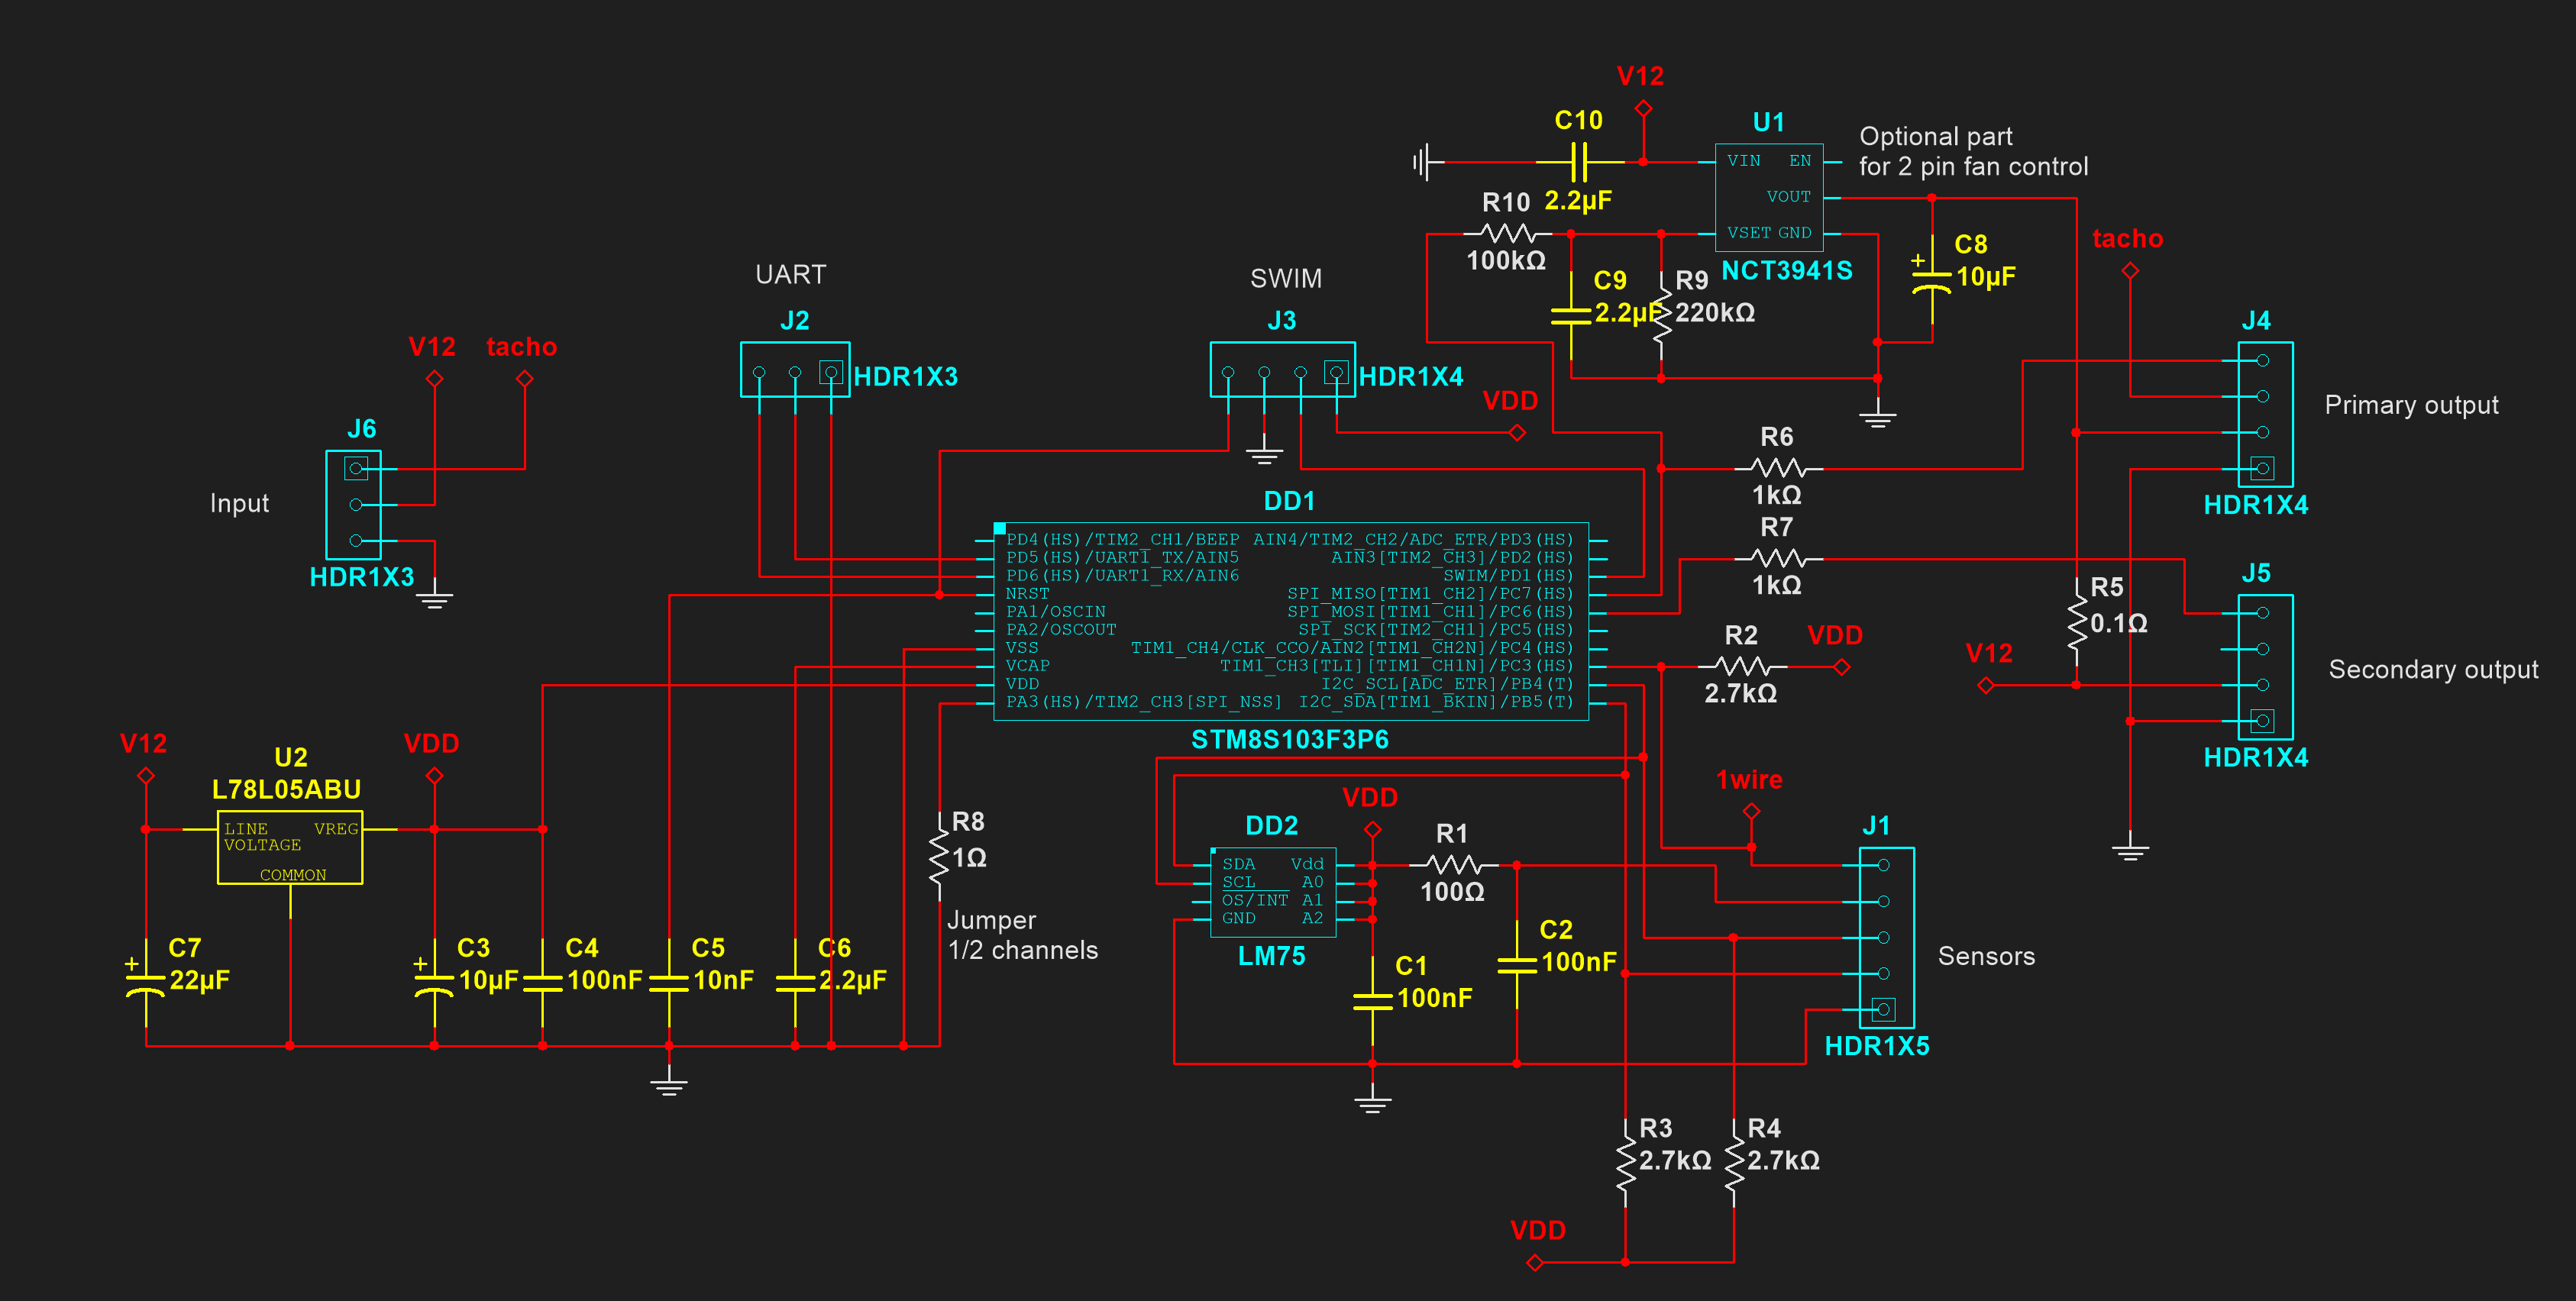 V12
C10
2.2µF
U1
VIN EN
VOUT
VSET GND
NCT3941S
Optional part
for 2 pin fan control
R10
100kΩ
C9
2.2µF
R9
220kΩ
C8
10µF
tacho
J4
HDR1X4
Primary output
UART
J2
HDR1X3
SWIM
J3
HDR1X4
VDD
V12
tacho
J6
Input
HDR1X3
R6
1kΩ
R7
1kΩ
DD1
PD4(HS)/TIM2_CH1/BEEP AIN4/TIM2_CH2/ADC_ETR/PD3(HS)
PD5(HS)/UART1_TX/AIN5 AIN3[TIM2_CH3]/PD2(HS)
PD6(HS)/UART1_RX/AIN6 SWIM/PD1(HS)
NRST SPI_MISO[TIM1_CH2]/PC7(HS)
PA1/OSCIN SPI_MOSI[TIM1_CH1]/PC6(HS)
PA2/OSCOUT SPI_SCK[TIM2_CH1]/PC5(HS)
VSS TIM1_CH4/CLK_CCO/AIN2[TIM1_CH2N]/PC4(HS)
VCAP TIM1_CH3[TLI][TIM1_CH1N]/PC3(HS)
VDD I2C_SCL[ADC_ETR]/PB4(T)
PA3(HS)/TIM2_CH3[SPI_NSS] I2C_SDA[TIM1_BKIN]/PB5(T)
STM8S103F3P6
R2
2.7kΩ
VDD
R5
0.1Ω
V12
J5
HDR1X4
Secondary output
V12
U2
L78L05ABU
LINE VREG
VOLTAGE
COMMON
VDD
C7
22µF
C3
10µF
C4
100nF
C5
10nF
C6
2.2µF
R8
1Ω
Jumper
1/2 channels
VDD
DD2
SDA Vdd
SCL A0
OS/INT A1
GND A2
LM75
R1
100Ω
C1
100nF
C2
100nF
1wire
J1
HDR1X5
Sensors
R3
2.7kΩ
R4
2.7kΩ
VDD